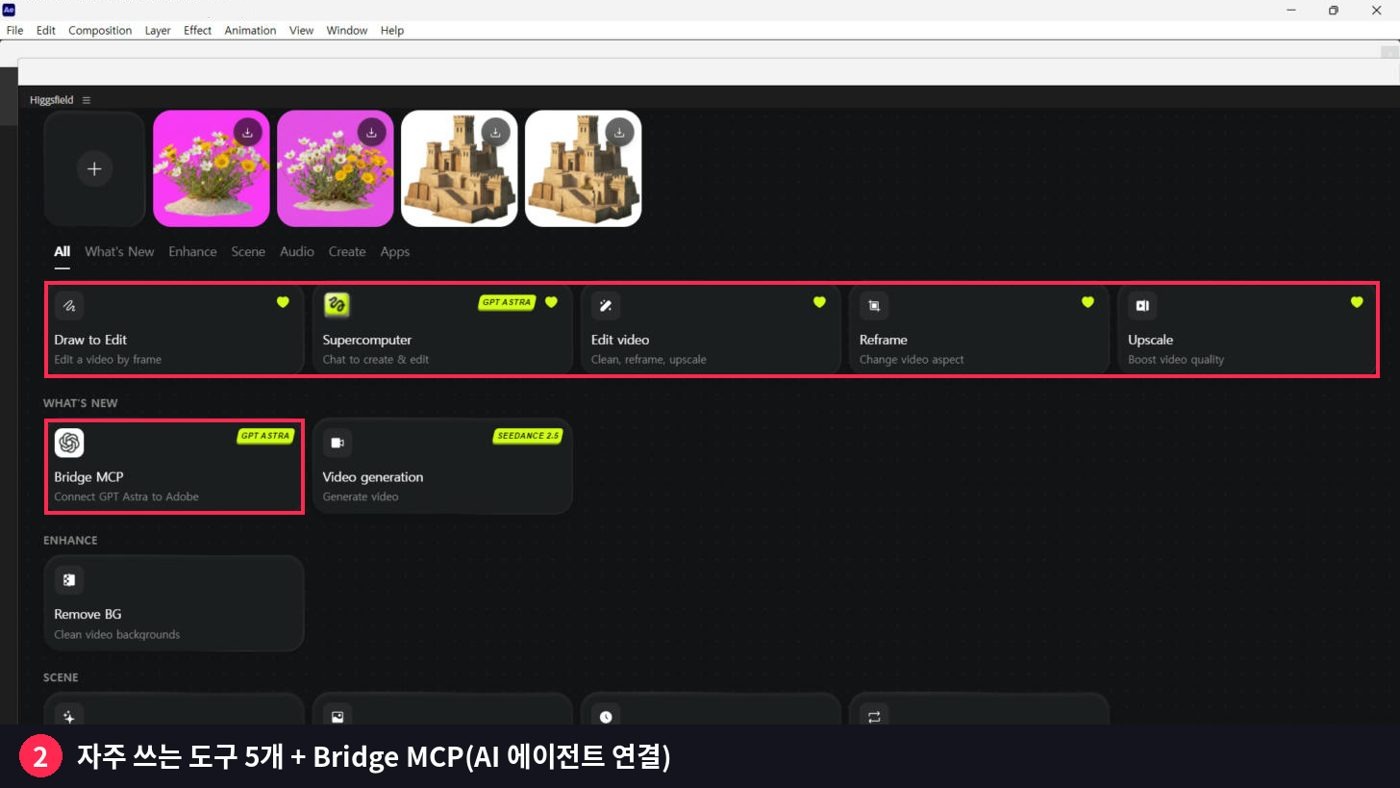 Ae
File Edit Composition Layer Effect Animation View Window Help
Higgsfield
All What's New Enhance Scene Audio Create Apps
Draw to Edit
Edit a video by frame
GPT ASTRA
Supercomputer
Chat to create & edit
Edit video
Clean, reframe, upscale
Reframe
Change video aspect
Upscale
Boost video quality
WHAT'S NEW
GPT ASTRA
Bridge MCP
Connect GPT Astra to Adobe
SEEDANCE 2.5
Video generation
Generate video
ENHANCE
Remove BG
Clean video backgrounds
SCENE
2 자주 쓰는 도구 5개 + Bridge MCP(AI 에이전트 연결)